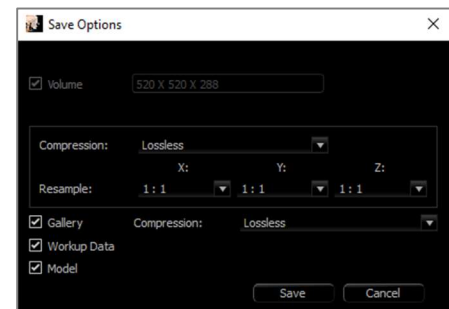 Save Options
Volume 520 X 520 X 288
Compression: Lossless
X: Y: Z:
Resample: 1 : 1 1 : 1 1 : 1
Gallery Compression: Lossless
Workup Data
Model
Save Cancel